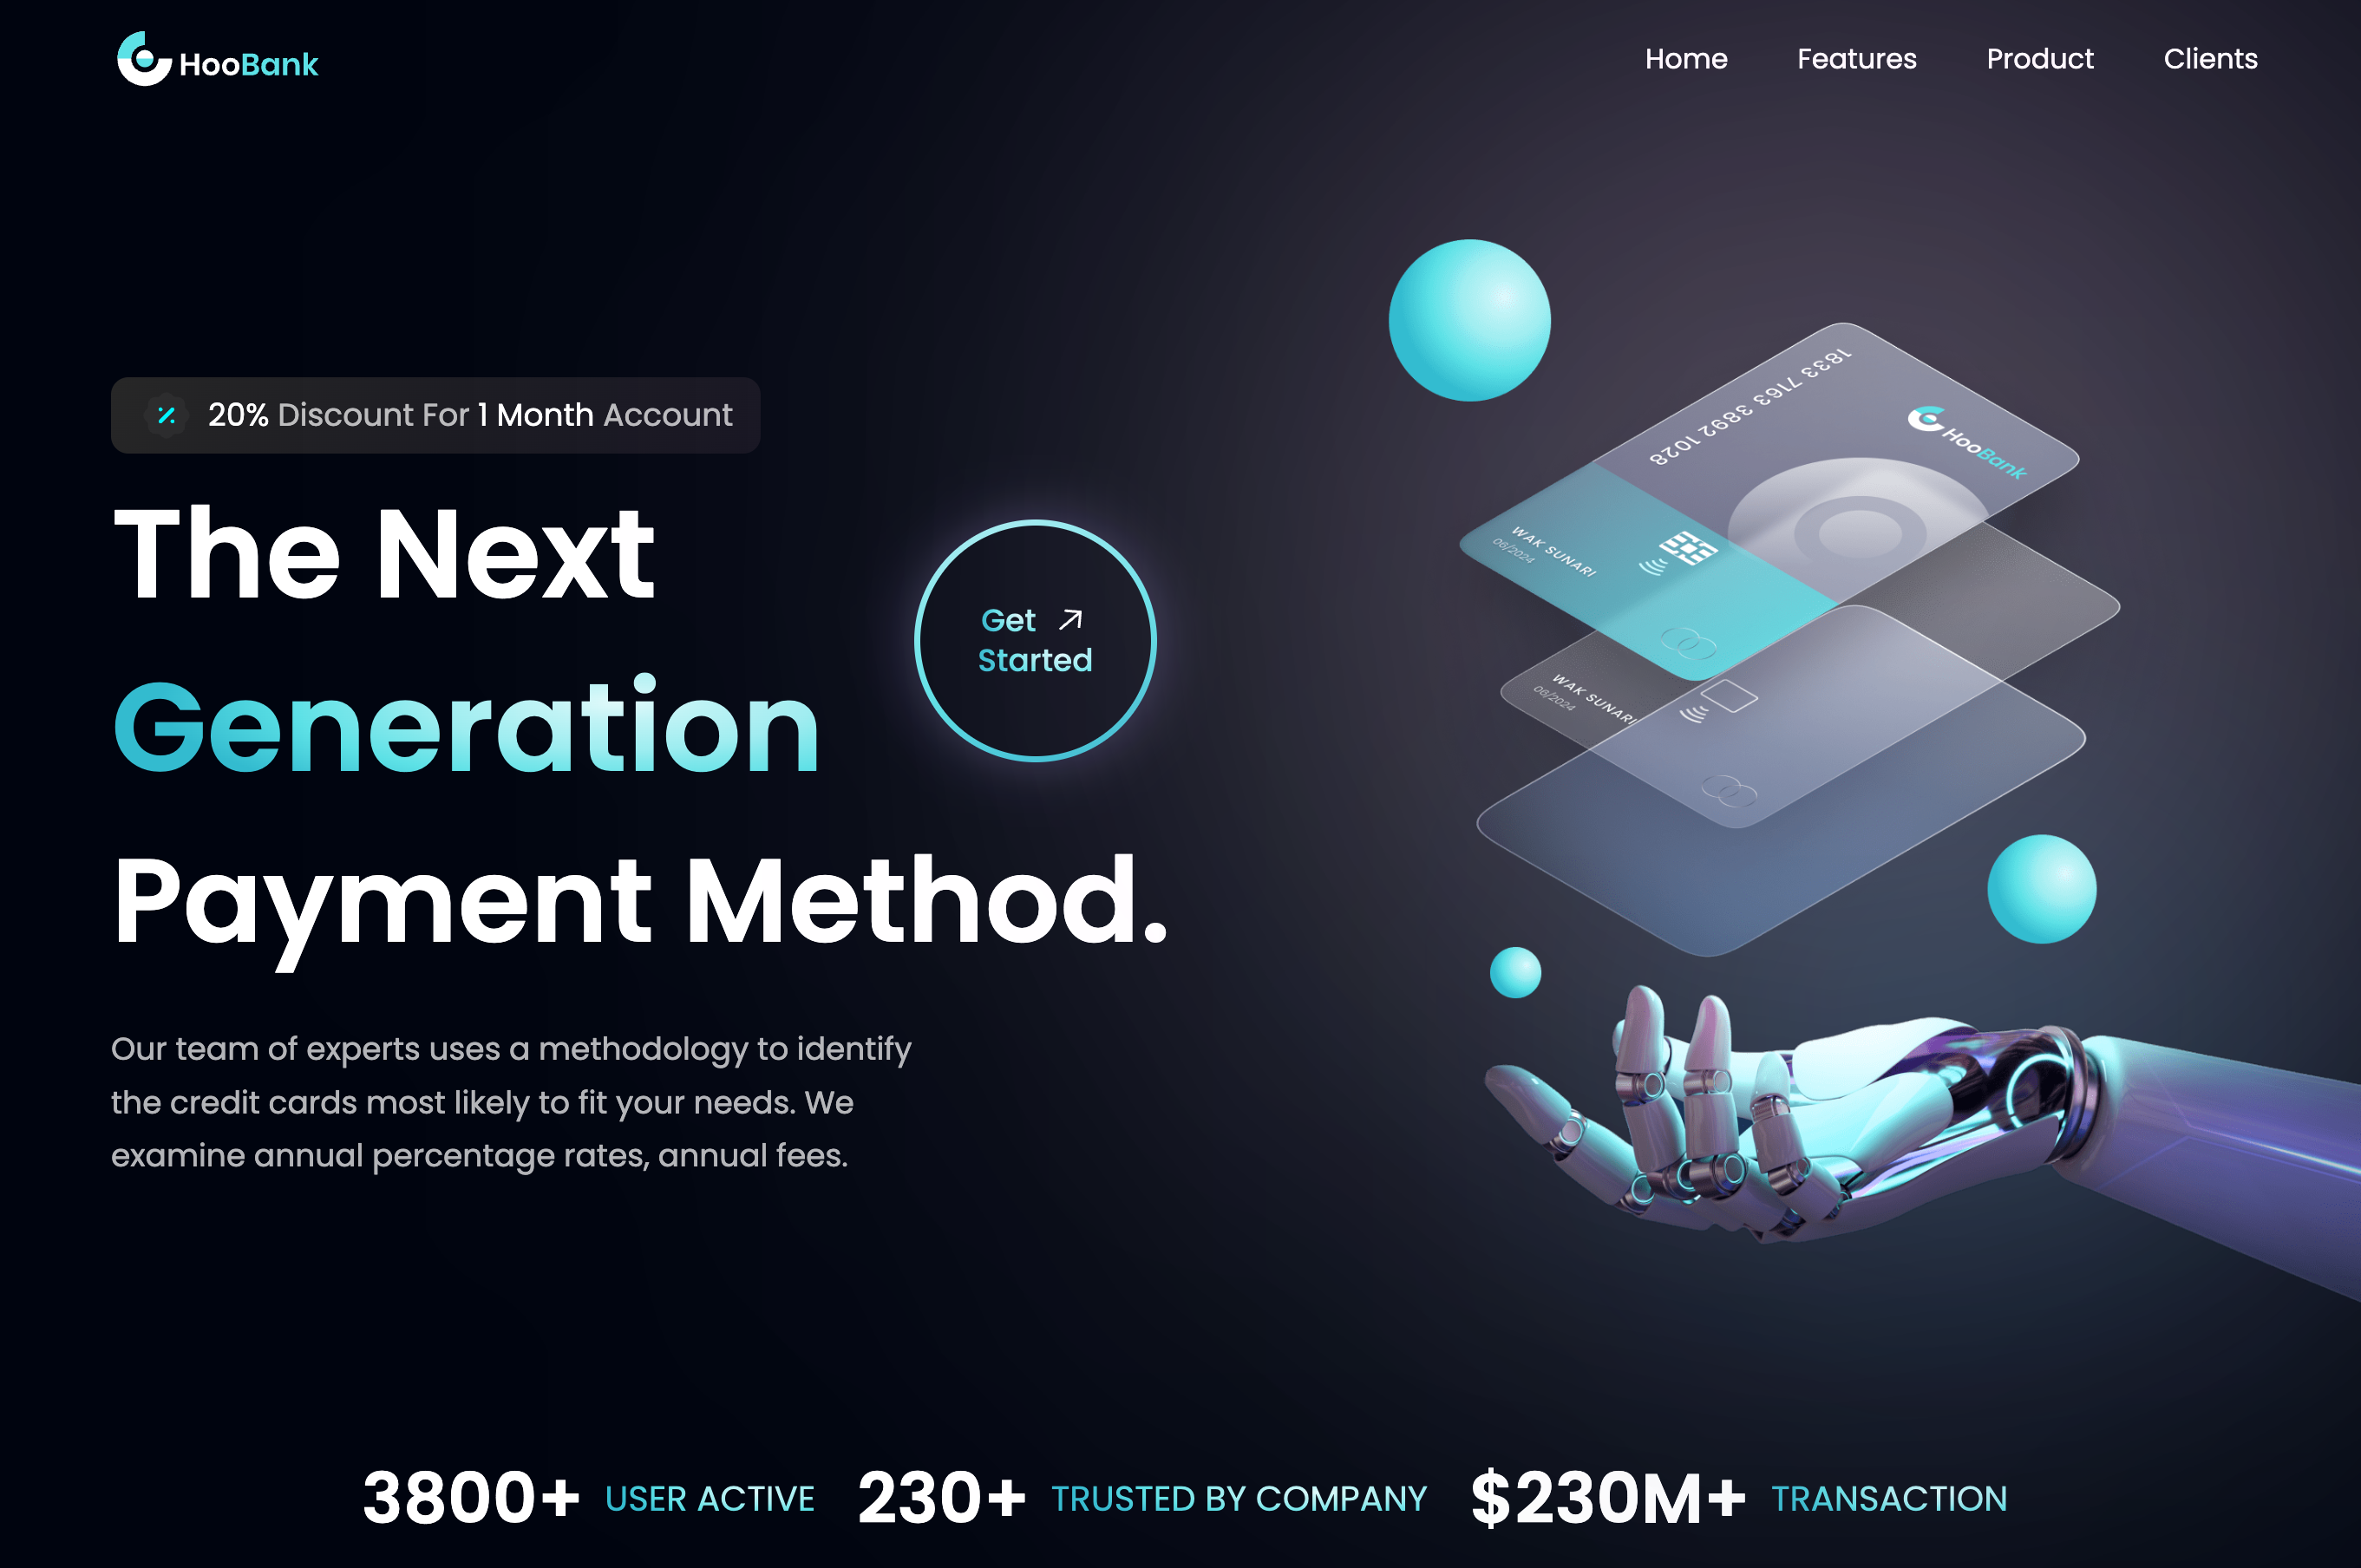 HooBank
Home Features Product Clients
20% Discount For 1 Month Account
The Next
Generation
Payment Method.
Get
Started
Our team of experts uses a methodology to identify
the credit cards most likely to fit your needs. We
examine annual percentage rates, annual fees.
1833 7163 3892 1028
HooBank
WAK SUNARI
06/2024
WAK SUNARI
06/2024
3800+ USER ACTIVE 230+ TRUSTED BY COMPANY $230M+ TRANSACTION